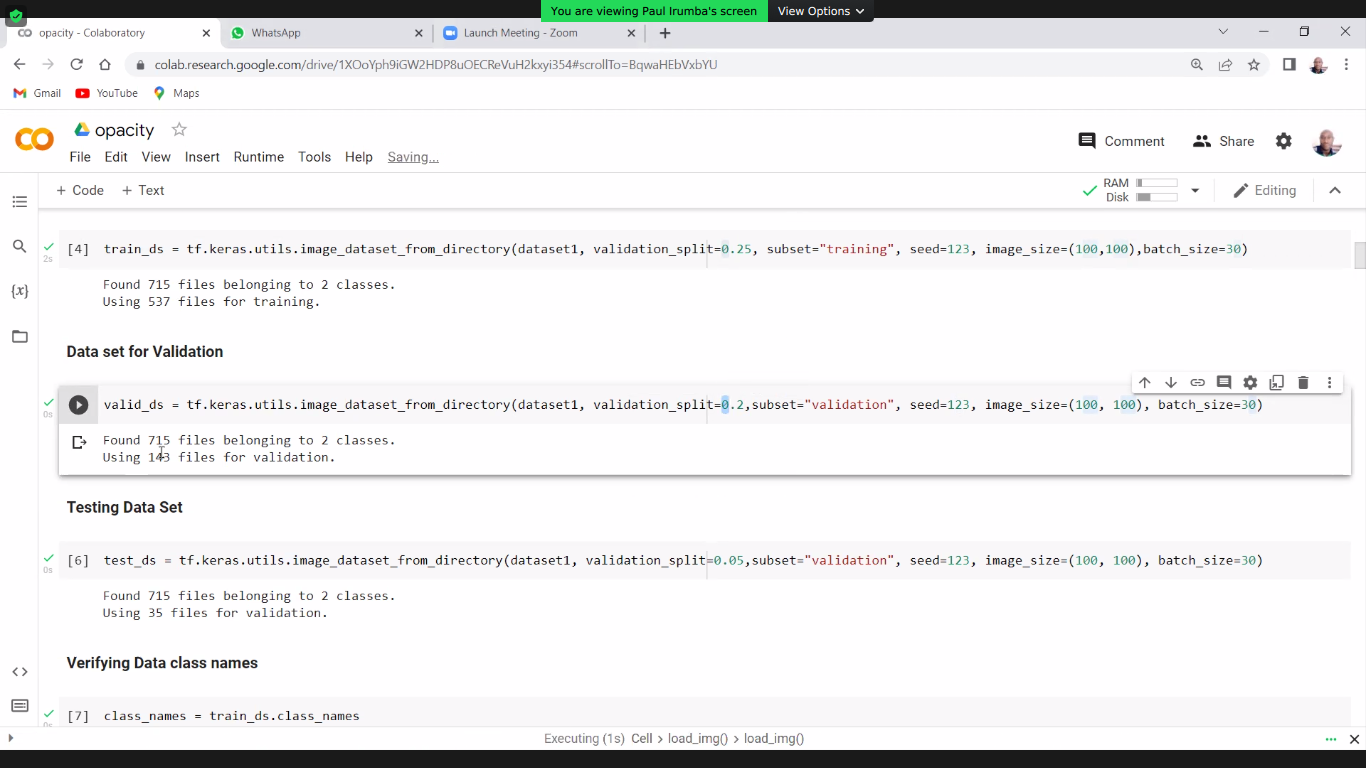 You are viewing Paul Irumba's screen View Options
opacity - Colaboratory WhatsApp Launch Meeting - Zoom
colab.research.google.com/drive/1XOoYph9iGW2HDP8uOECReVuH2kxyi354#scrollTo=BqwaHEbVxbYU
Gmail YouTube Maps
opacity
File Edit View Insert Runtime Tools Help Saving...
Comment Share
+ Code + Text
RAM
Disk
Editing
[4] train_ds = tf.keras.utils.image_dataset_from_directory(dataset1, validation_split=0.25, subset="training", seed=123, image_size=(100,100),batch_size=30)
2s
Found 715 files belonging to 2 classes.
Using 537 files for training.
Data set for Validation
valid_ds = tf.keras.utils.image_dataset_from_directory(dataset1, validation_split=0.2,subset="validation", seed=123, image_size=(100, 100), batch_size=30)
0s
Found 715 files belonging to 2 classes.
Using 143 files for validation.
Testing Data Set
[6] test_ds = tf.keras.utils.image_dataset_from_directory(dataset1, validation_split=0.05,subset="validation", seed=123, image_size=(100, 100), batch_size=30)
0s
Found 715 files belonging to 2 classes.
Using 35 files for validation.
Verifying Data class names
[7] class_names = train_ds.class_names
0s
Executing (1s) Cell > load_img() > load_img()